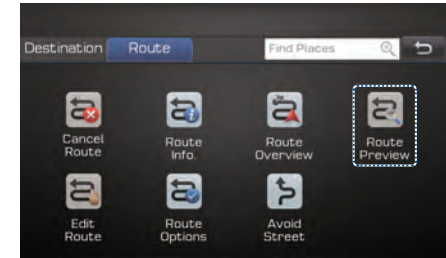 Destination
Route
Find Places
Cancel
Route
Route
Info.
Route
Overview
Route
Preview
Edit
Route
Route
Options
Avoid
Street